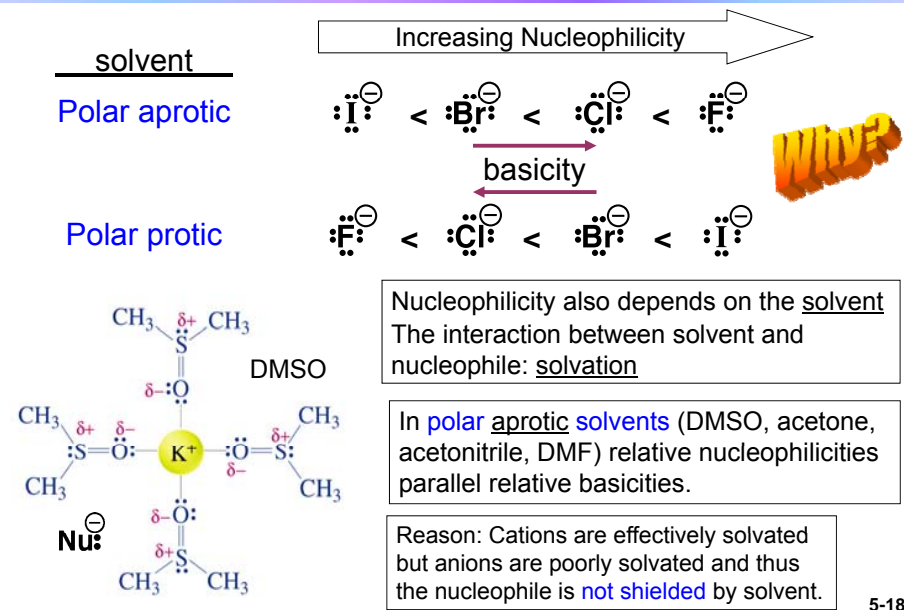 Increasing Nucleophilicity
solvent
Polar aprotic :Ï:⊖ < :Br:⊖ < :Cl:⊖ < :F:⊖
Why?
basicity
Polar protic :F:⊖ < :Cl:⊖ < :Br:⊖ < :I:⊖
Nucleophilicity also depends on the solvent
The interaction between solvent and
nucleophile: solvation
In polar aprotic solvents (DMSO, acetone,
acetonitrile, DMF) relative nucleophilicities
parallel relative basicities.
Reason: Cations are effectively solvated
but anions are poorly solvated and thus
the nucleophile is not shielded by solvent.
CH₃ δ+ CH₃
S
DMSO
δ− :O
CH₃ δ+ δ− δ+ CH₃
:S=O: K⁺ :O=S:
CH₃ δ− CH₃
δ− O:
Nu:⊖
δ+ S
CH₃ CH₃
5-18